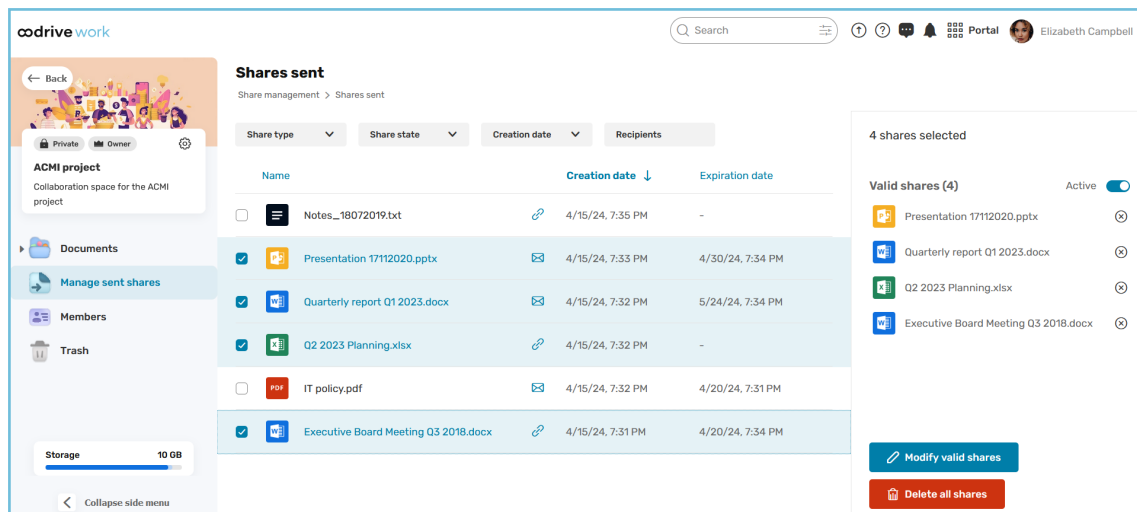 oodrive work
Search
Portal
Elizabeth Campbell
Back
Private
Owner
ACMI project
Collaboration space for the ACMI
project
Documents
Manage sent shares
Members
Trash
Storage
10 GB
Collapse side menu
Shares sent
Share management > Shares sent
Share type
Share state
Creation date
Recipients
Name
Creation date ↓
Expiration date
Notes_18072019.txt
4/15/24, 7:35 PM
-
Presentation 17112020.pptx
4/15/24, 7:33 PM
4/30/24, 7:34 PM
Quarterly report Q1 2023.docx
4/15/24, 7:32 PM
5/24/24, 7:34 PM
Q2 2023 Planning.xlsx
4/15/24, 7:32 PM
-
PDF
IT policy.pdf
4/15/24, 7:32 PM
4/20/24, 7:31 PM
Executive Board Meeting Q3 2018.docx
4/15/24, 7:31 PM
4/20/24, 7:34 PM
4 shares selected
Valid shares (4)
Active
Presentation 17112020.pptx
Quarterly report Q1 2023.docx
Q2 2023 Planning.xlsx
Executive Board Meeting Q3 2018.docx
Modify valid shares
Delete all shares